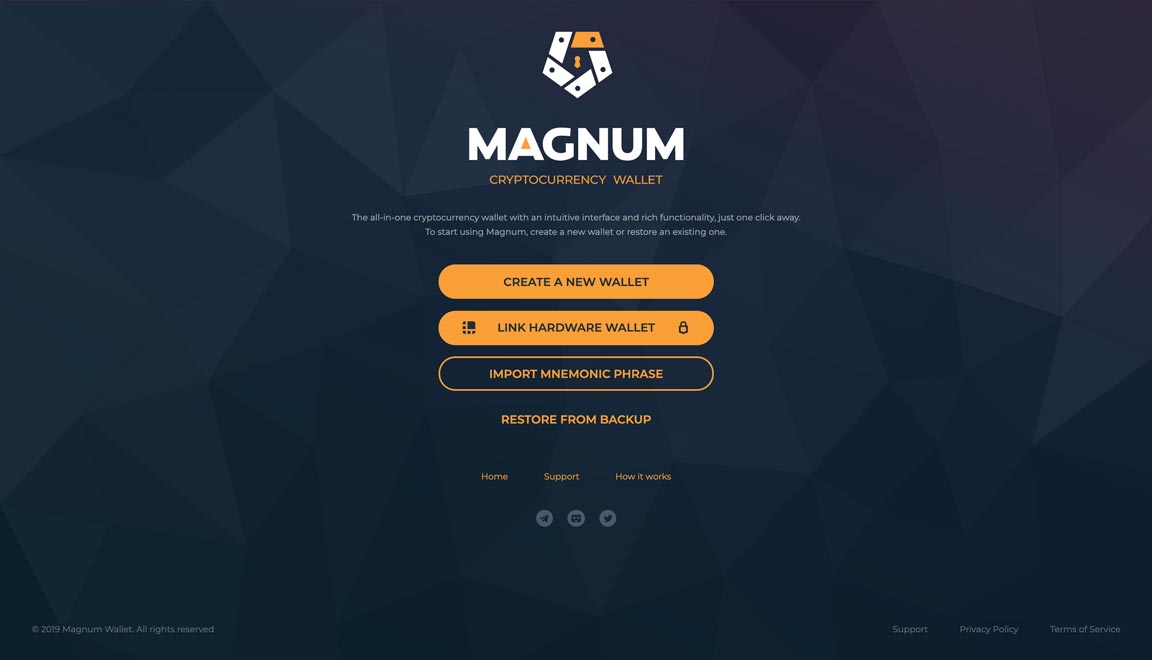 MAGNUM
CRYPTOCURRENCY WALLET
The all-in-one cryptocurrency wallet with an intuitive interface and rich functionality, just one click away.
To start using Magnum, create a new wallet or restore an existing one.
CREATE A NEW WALLET
LINK HARDWARE WALLET
IMPORT MNEMONIC PHRASE
RESTORE FROM BACKUP
Home Support How it works
© 2019 Magnum Wallet. All rights reserved Support Privacy Policy Terms of Service